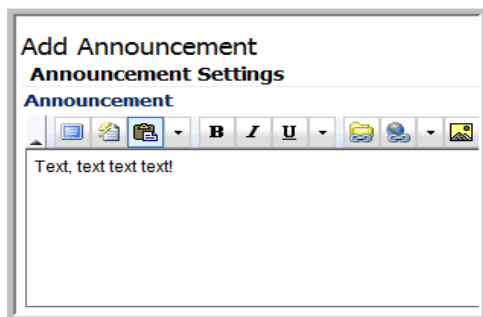 Add Announcement
Announcement Settings
Announcement
B I U
Text, text text text!